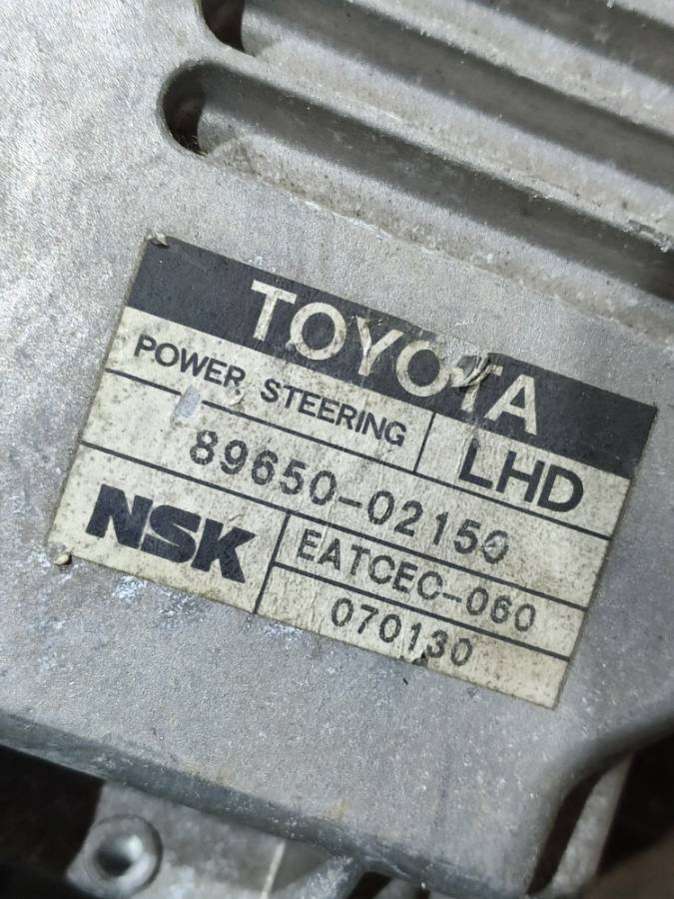 TOYOTA
POWER STEERING
LHD
89650-02150
NSK
EATCEC-060
070130